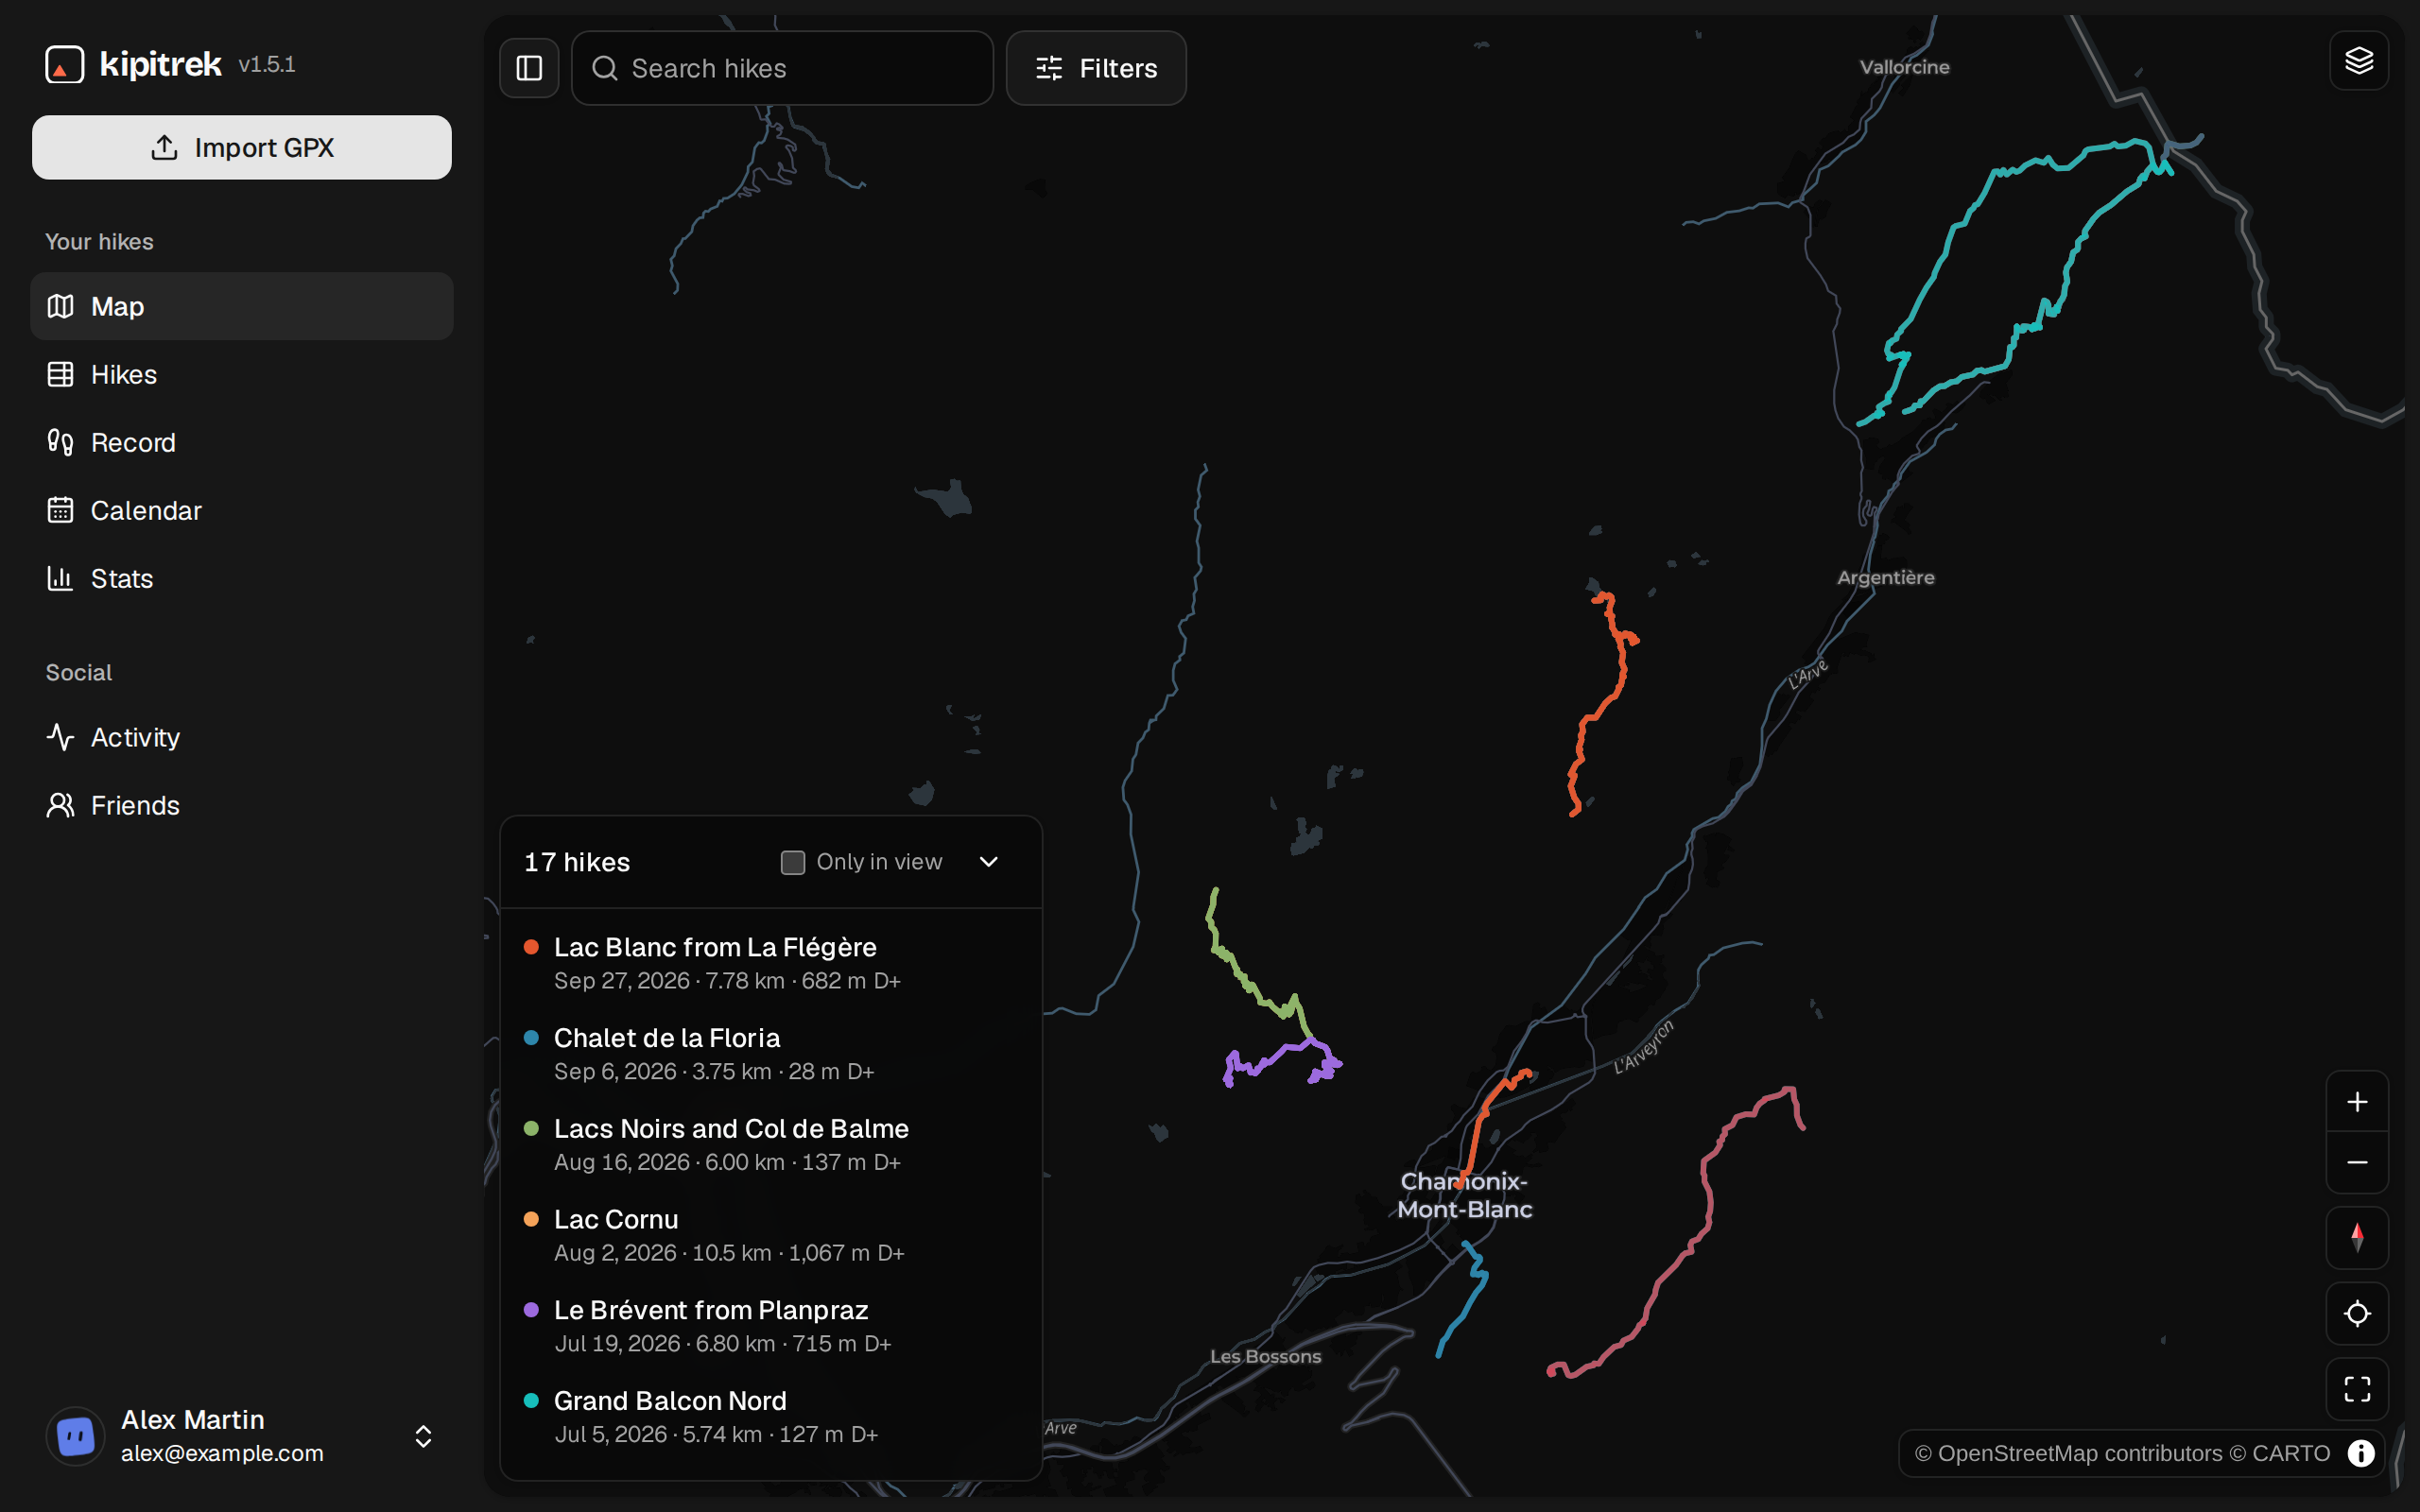 kipitrek v1.5.1
Import GPX
Your hikes
Map
Hikes
Record
Calendar
Stats
Social
Activity
Friends
Alex Martin
alex@example.com
Search hikes
Filters
17 hikes
Only in view
Lac Blanc from La Flégère
Sep 27, 2026 · 7.78 km · 682 m D+
Chalet de la Floria
Sep 6, 2026 · 3.75 km · 28 m D+
Lacs Noirs and Col de Balme
Aug 16, 2026 · 6.00 km · 137 m D+
Lac Cornu
Aug 2, 2026 · 10.5 km · 1,067 m D+
Le Brévent from Planpraz
Jul 19, 2026 · 6.80 km · 715 m D+
Grand Balcon Nord
Jul 5, 2026 · 5.74 km · 127 m D+
Vallorcine
Argentière
L'Arve
L'Arveyron
Chamonix-
Mont-Blanc
Les Bossons
Arve
© OpenStreetMap contributors © CARTO